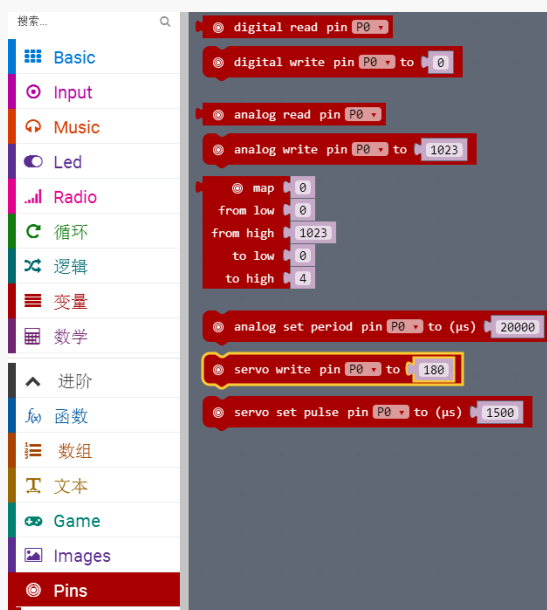 搜索...
Basic
Input
Music
Led
Radio
循环
逻辑
变量
数学
进阶
函数
数组
文本
Game
Images
Pins
digital read pin P0
digital write pin P0 to 0
analog read pin P0
analog write pin P0 to 1023
map 0
from low 0
from high 1023
to low 0
to high 4
analog set period pin P0 to (µs) 20000
servo write pin P0 to 180
servo set pulse pin P0 to (µs) 1500